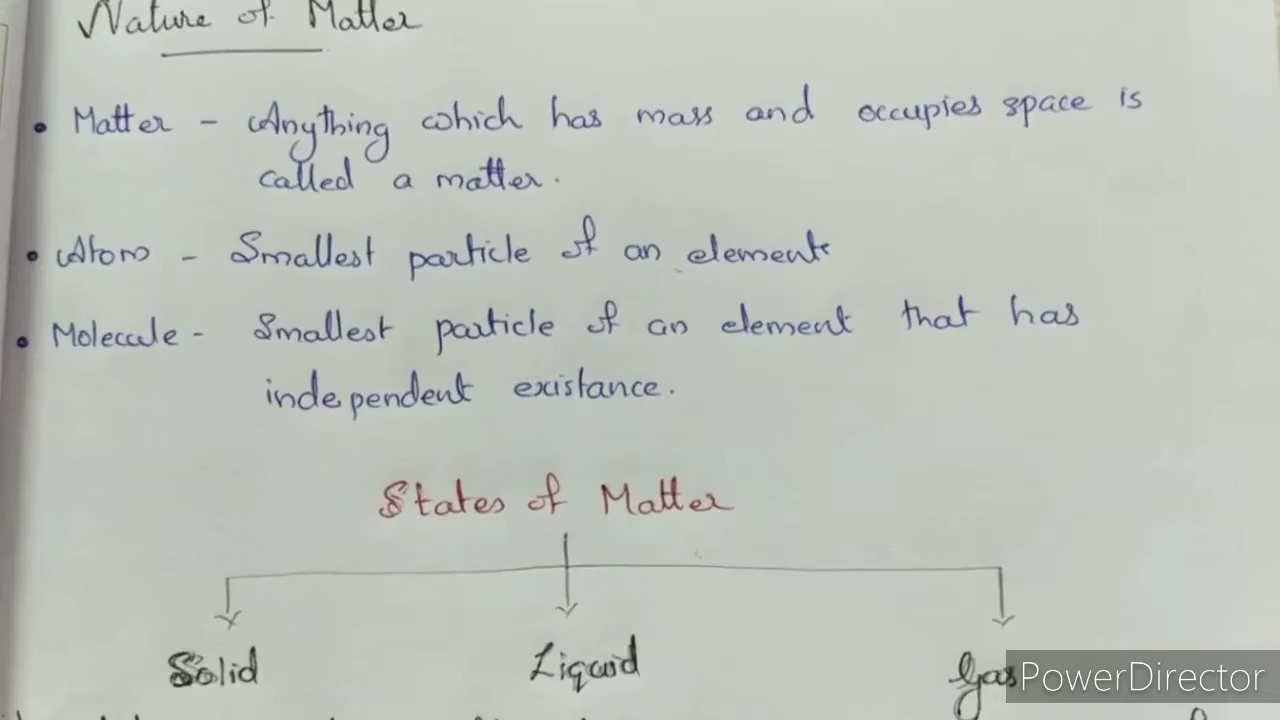 Nature of Matter
• Matter - Anything which has mass and occupies space is
called a matter.
• Atom - Smallest particle of an element
• Molecule - Smallest particle of an element that has
independent existance.
States of Matter
Solid Liquid Gas
PowerDirector